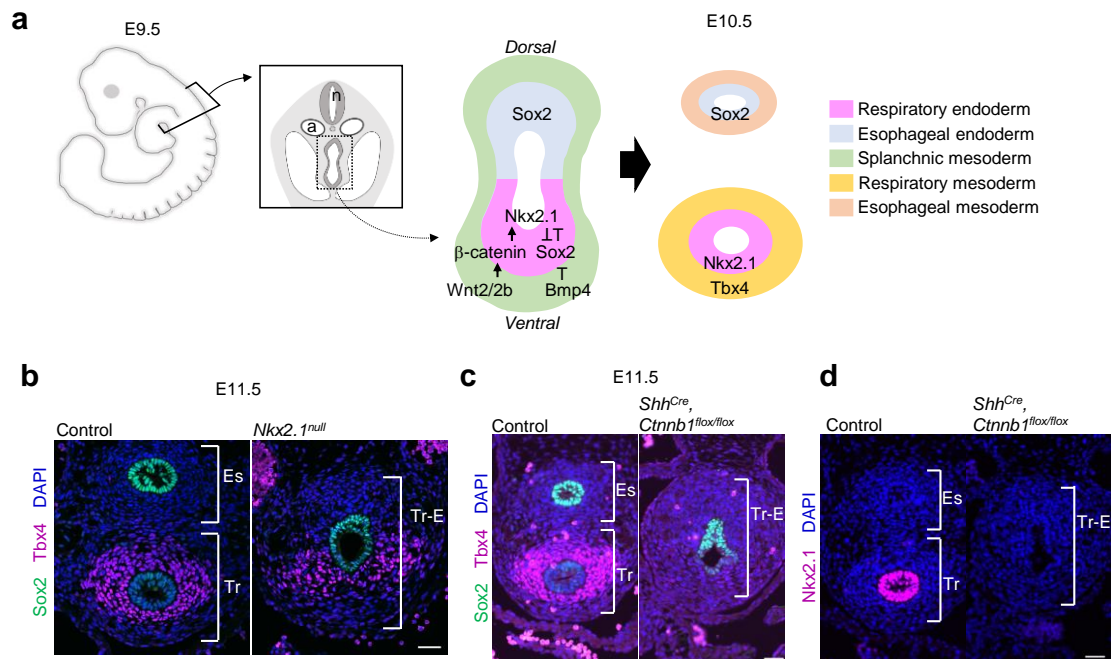 a
E9.5
n
a
Dorsal
Sox2
Nkx2.1
β-catenin
Sox2
Wnt2/2b
Bmp4
Ventral
E10.5
Sox2
Nkx2.1
Tbx4
Respiratory endoderm
Esophageal endoderm
Splanchnic mesoderm
Respiratory mesoderm
Esophageal mesoderm
b
E11.5
Control
Nkx2.1null
Sox2 Tbx4 DAPI
Es
Tr
Tr-E
c
E11.5
Control
ShhCre,
Ctnnb1flox/flox
Sox2 Tbx4 DAPI
Es
Tr
Tr-E
d
Control
ShhCre,
Ctnnb1flox/flox
Nkx2.1 DAPI
Es
Tr
Tr-E